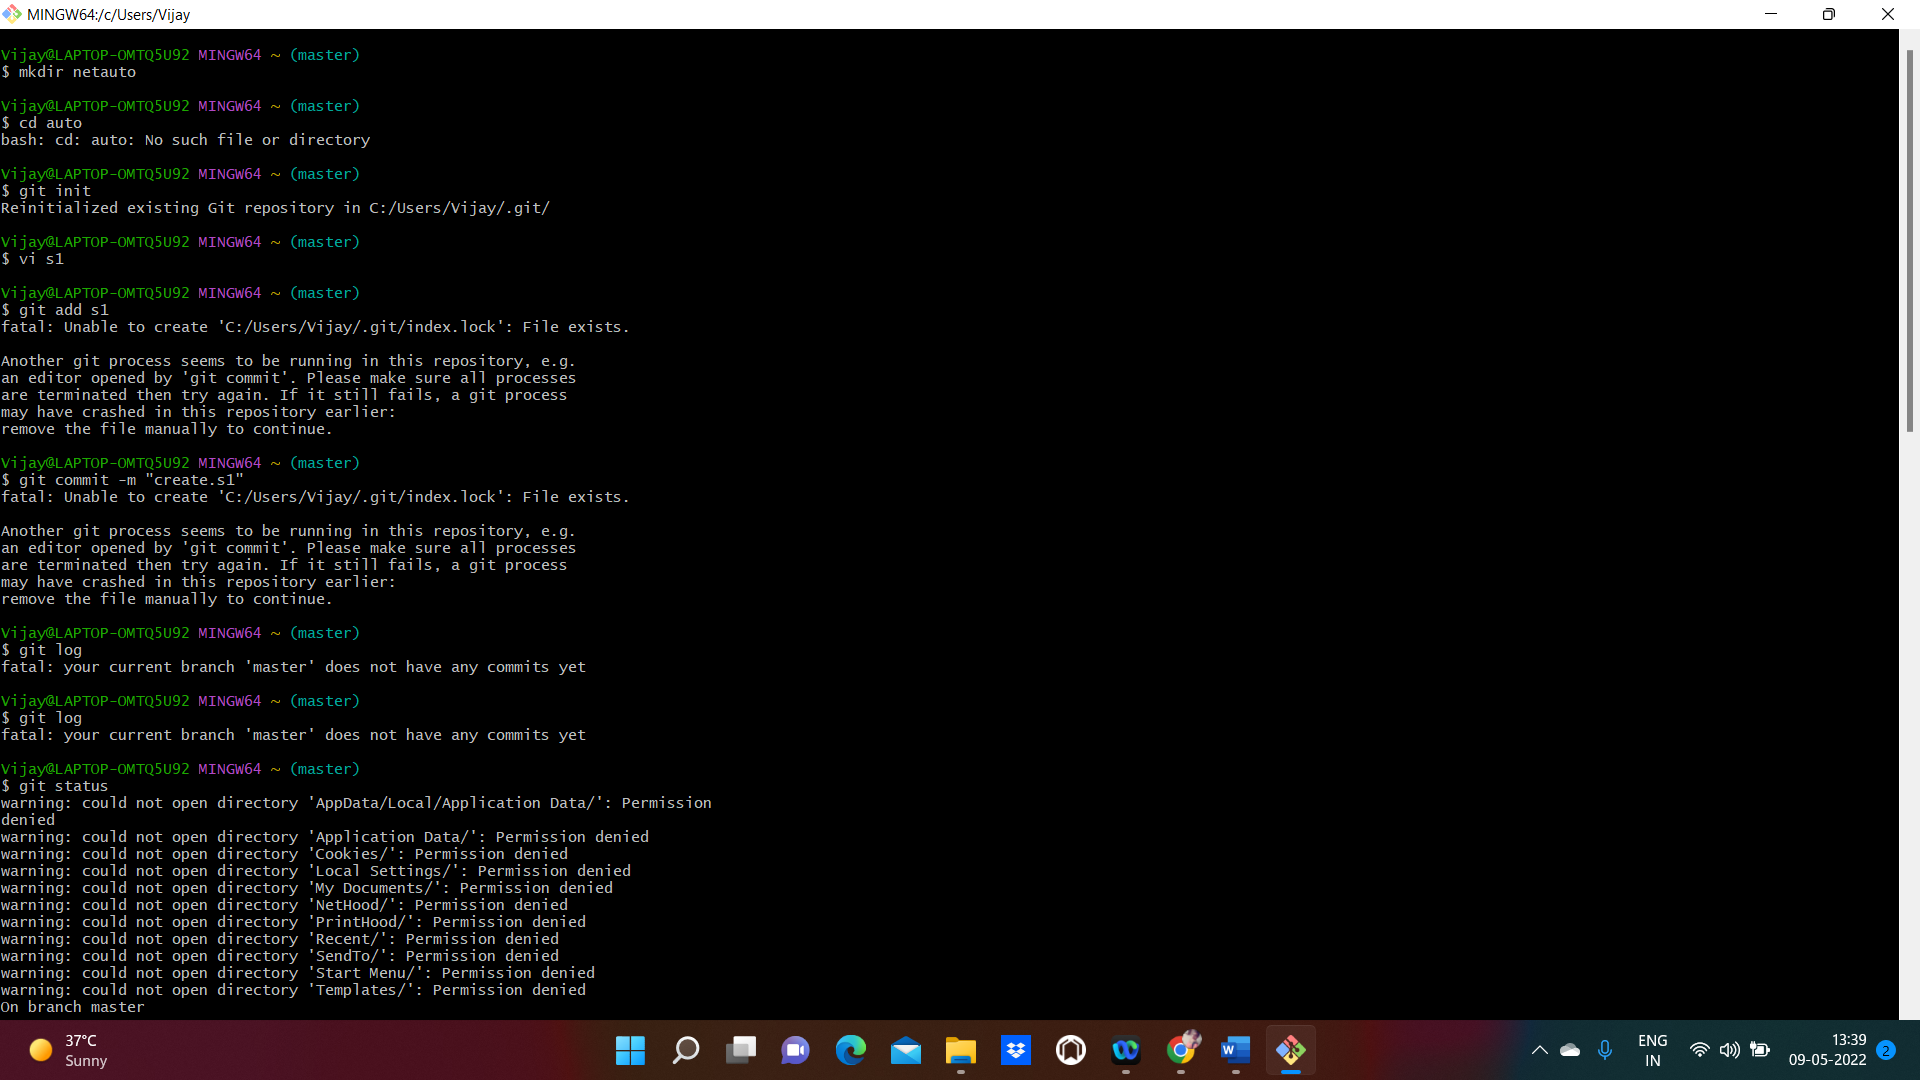 MINGW64:/c/Users/Vijay
Vijay@LAPTOP-OMTQ5U92 MINGW64 ~ (master)
$ mkdir netauto
Vijay@LAPTOP-OMTQ5U92 MINGW64 ~ (master)
$ cd auto
bash: cd: auto: No such file or directory
Vijay@LAPTOP-OMTQ5U92 MINGW64 ~ (master)
$ git init
Reinitialized existing Git repository in C:/Users/Vijay/.git/
Vijay@LAPTOP-OMTQ5U92 MINGW64 ~ (master)
$ vi s1
Vijay@LAPTOP-OMTQ5U92 MINGW64 ~ (master)
$ git add s1
fatal: Unable to create 'C:/Users/Vijay/.git/index.lock': File exists.
Another git process seems to be running in this repository, e.g.
an editor opened by 'git commit'. Please make sure all processes
are terminated then try again. If it still fails, a git process
may have crashed in this repository earlier:
remove the file manually to continue.
Vijay@LAPTOP-OMTQ5U92 MINGW64 ~ (master)
$ git commit -m "create.s1"
fatal: Unable to create 'C:/Users/Vijay/.git/index.lock': File exists.
Another git process seems to be running in this repository, e.g.
an editor opened by 'git commit'. Please make sure all processes
are terminated then try again. If it still fails, a git process
may have crashed in this repository earlier:
remove the file manually to continue.
Vijay@LAPTOP-OMTQ5U92 MINGW64 ~ (master)
$ git log
fatal: your current branch 'master' does not have any commits yet
Vijay@LAPTOP-OMTQ5U92 MINGW64 ~ (master)
$ git log
fatal: your current branch 'master' does not have any commits yet
Vijay@LAPTOP-OMTQ5U92 MINGW64 ~ (master)
$ git status
warning: could not open directory 'AppData/Local/Application Data/': Permission
denied
warning: could not open directory 'Application Data/': Permission denied
warning: could not open directory 'Cookies/': Permission denied
warning: could not open directory 'Local Settings/': Permission denied
warning: could not open directory 'My Documents/': Permission denied
warning: could not open directory 'NetHood/': Permission denied
warning: could not open directory 'PrintHood/': Permission denied
warning: could not open directory 'Recent/': Permission denied
warning: could not open directory 'SendTo/': Permission denied
warning: could not open directory 'Start Menu/': Permission denied
warning: could not open directory 'Templates/': Permission denied
On branch master
37°C
Sunny
W
ENG
IN
13:39
09-05-2022
2